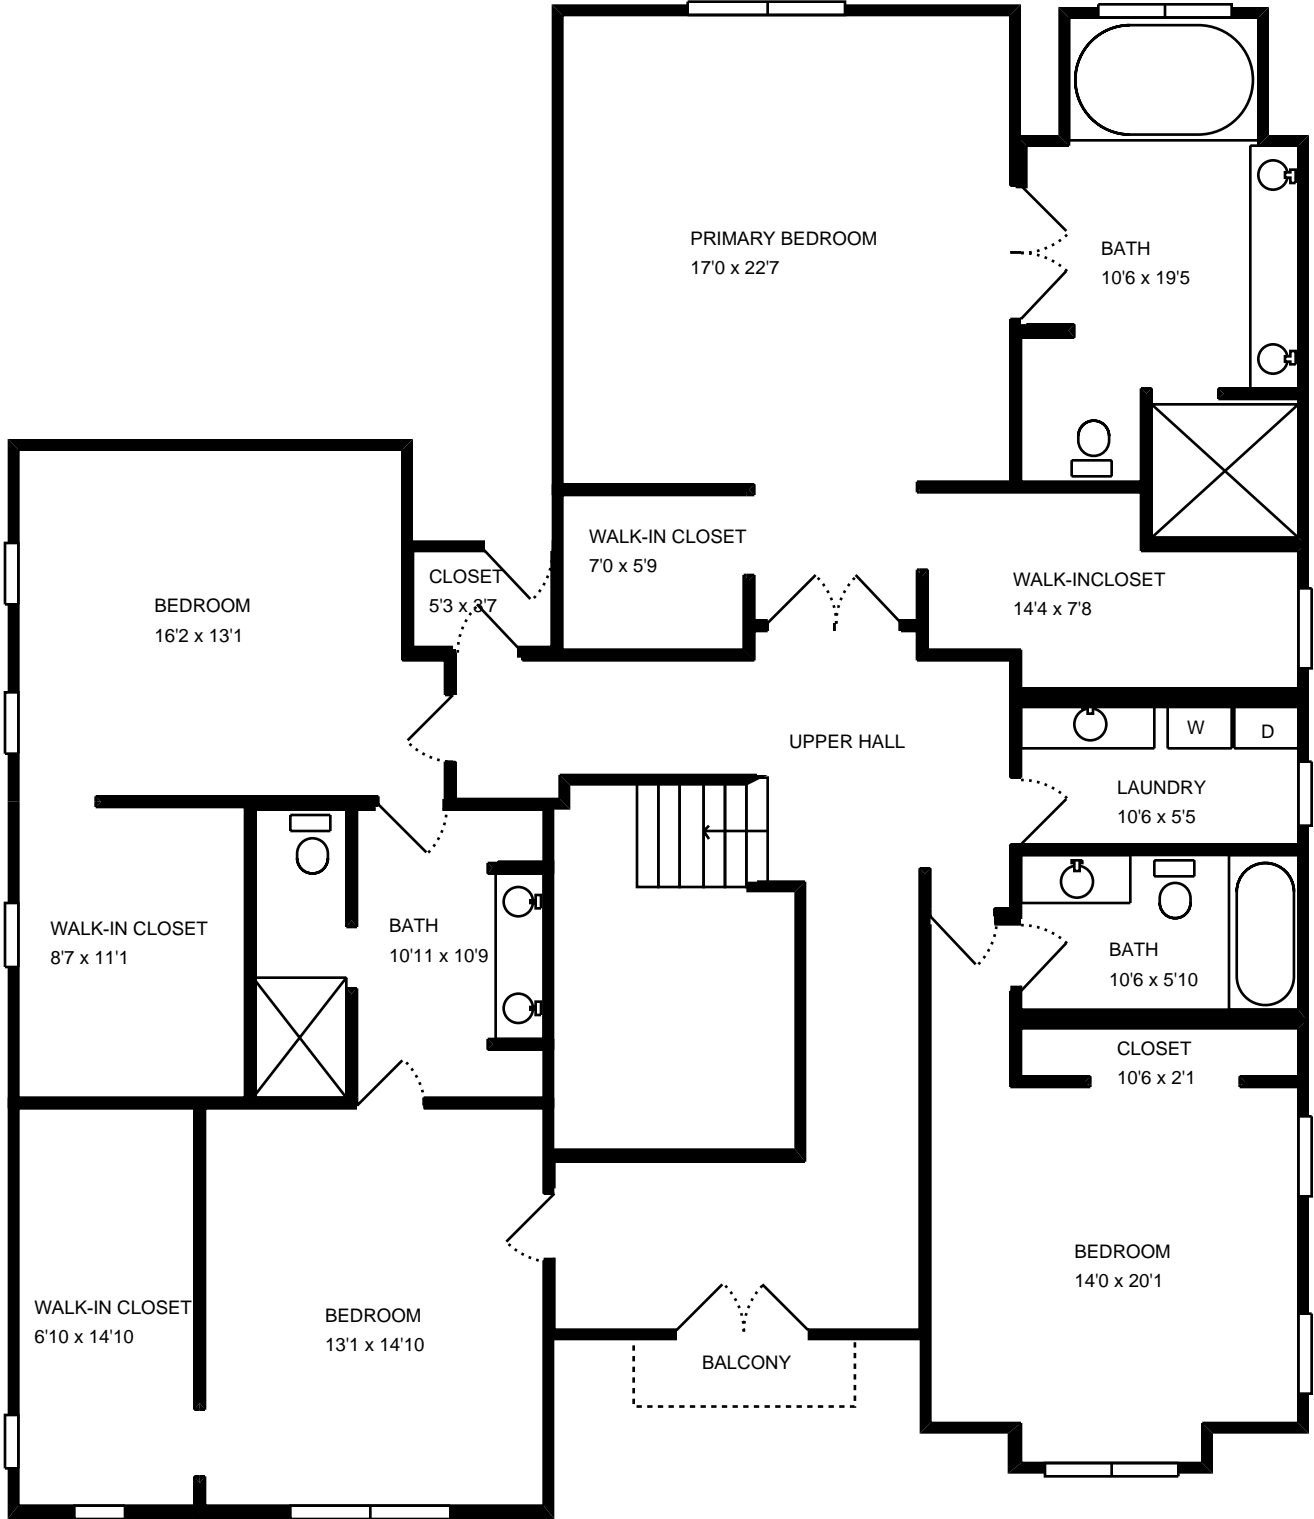 PRIMARY BEDROOM
17'0 x 22'7
BATH
10'6 x 19'5
WALK-IN CLOSET
7'0 x 5'9
CLOSET
5'3 x 3'7
WALK-INCLOSET
14'4 x 7'8
BEDROOM
16'2 x 13'1
UPPER HALL
W
D
LAUNDRY
10'6 x 5'5
WALK-IN CLOSET
8'7 x 11'1
BATH
10'11 x 10'9
BATH
10'6 x 5'10
CLOSET
10'6 x 2'1
BEDROOM
14'0 x 20'1
WALK-IN CLOSET
6'10 x 14'10
BEDROOM
13'1 x 14'10
BALCONY